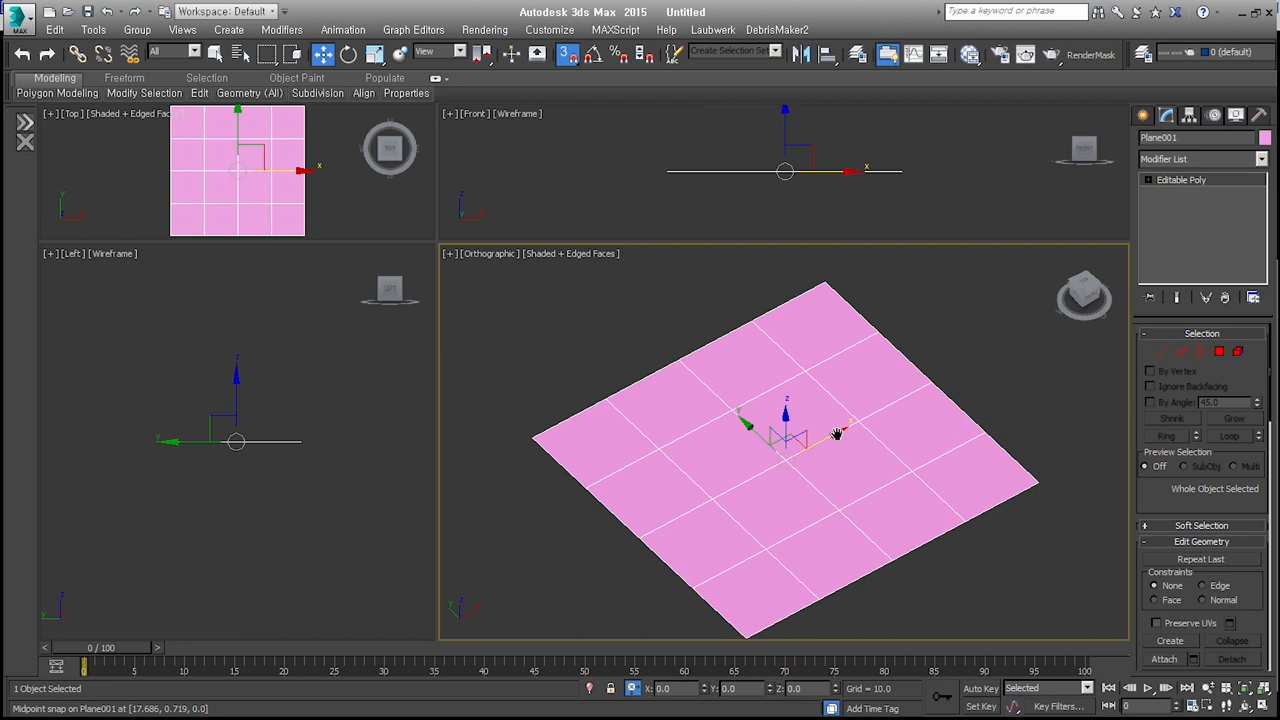 Workspace: Default
Autodesk 3ds Max 2015 Untitled
Type a keyword or phrase
MAX
Edit Tools Group Views Create Modifiers Animation Graph Editors Rendering Customize MAXScript Help Laubwerk DebrisMaker2
All
View
3
Create Selection Set
RenderMask
0 (default)
Modeling Freeform Selection Object Paint Populate
Polygon Modeling Modify Selection Edit Geometry (All) Subdivision Align Properties
[+] [Top] [Shaded + Edged Faces]
TOP
x
Y
z
[+] [Front] [Wireframe]
FRONT
x
z
Plane001
Modifier List
Editable Poly
[+] [Left] [Wireframe]
LEFT
z
Y
z
[+] [Orthographic] [Shaded + Edged Faces]
z
x
Y
z
Selection
By Vertex
Ignore Backfacing
By Angle: 45.0
Shrink Grow
Ring Loop
Preview Selection
Off SubObj Multi
Whole Object Selected
Soft Selection
Edit Geometry
Repeat Last
Constraints
None Edge
Face Normal
Preserve UVs
Create Collapse
Attach Detach
0 / 100
0 5 10 15 20 25 30 35 40 45 50 55 60 65 70 75 80 85 90 95 100
1 Object Selected
X: 0.0 Y: 0.0 Z: 0.0
Grid = 10.0
Auto Key Selected
Midpoint snap on Plane001 at [17.686, 0.719, 0.0]
Add Time Tag
Set Key Key Filters...
0